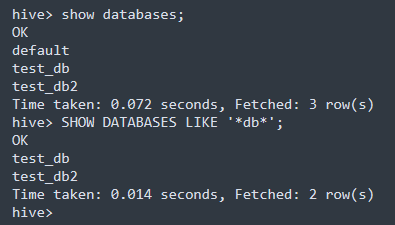 hive> show databases;
OK
default
test_db
test_db2
Time taken: 0.072 seconds, Fetched: 3 row(s)
hive> SHOW DATABASES LIKE '*db*';
OK
test_db
test_db2
Time taken: 0.014 seconds, Fetched: 2 row(s)
hive>